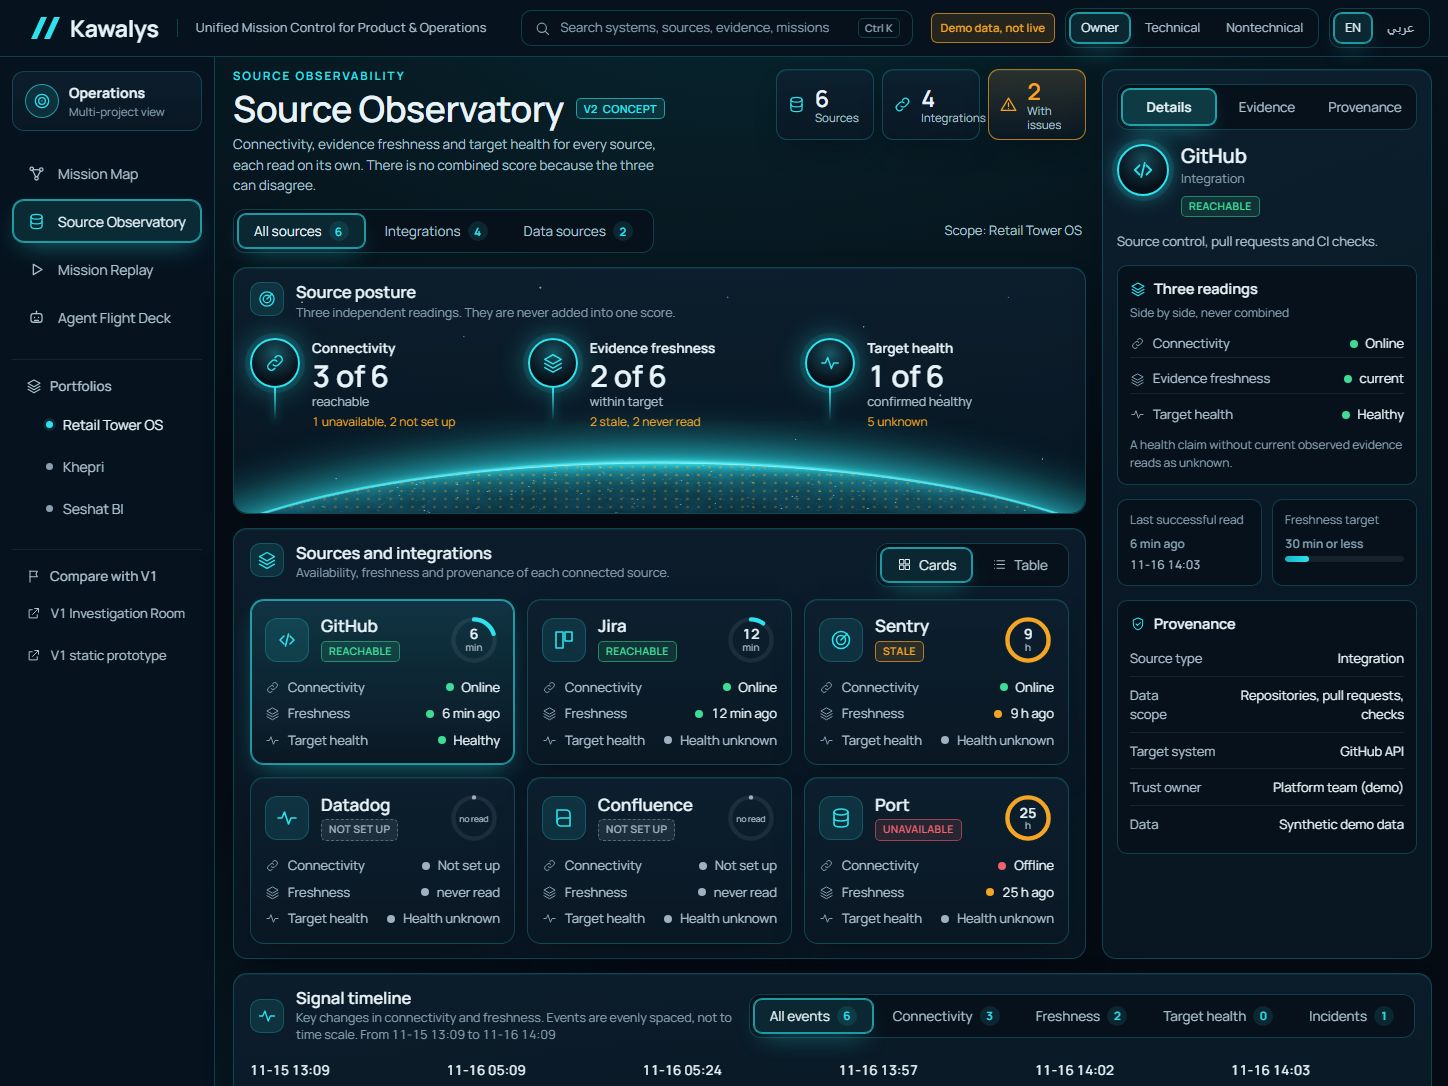 Kawalys
Unified Mission Control for Product & Operations
Search systems, sources, evidence, missions
Ctrl K
Demo data, not live
Owner
Technical
Nontechnical
EN
عربي
Operations
Multi-project view
Mission Map
Source Observatory
Mission Replay
Agent Flight Deck
Portfolios
Retail Tower OS
Khepri
Seshat BI
Compare with V1
V1 Investigation Room
V1 static prototype
SOURCE OBSERVABILITY
Source Observatory
V2 CONCEPT
Connectivity, evidence freshness and target health for every source,
each read on its own. There is no combined score because the three
can disagree.
6
Sources
4
Integrations
2
With
issues
All sources 6
Integrations 4
Data sources 2
Scope: Retail Tower OS
Source posture
Three independent readings. They are never added into one score.
Connectivity
3 of 6
reachable
1 unavailable, 2 not set up
Evidence freshness
2 of 6
within target
2 stale, 2 never read
Target health
1 of 6
confirmed healthy
5 unknown
Sources and integrations
Availability, freshness and provenance of each connected source.
Cards
Table
GitHub
REACHABLE
6
min
Connectivity Online
Freshness 6 min ago
Target health Healthy
Jira
REACHABLE
12
min
Connectivity Online
Freshness 12 min ago
Target health Health unknown
Sentry
STALE
9
h
Connectivity Online
Freshness 9 h ago
Target health Health unknown
Datadog
NOT SET UP
no read
Connectivity Not set up
Freshness never read
Target health Health unknown
Confluence
NOT SET UP
no read
Connectivity Not set up
Freshness never read
Target health Health unknown
Port
UNAVAILABLE
25
h
Connectivity Offline
Freshness 25 h ago
Target health Health unknown
Details
Evidence
Provenance
GitHub
Integration
REACHABLE
Source control, pull requests and CI checks.
Three readings
Side by side, never combined
Connectivity Online
Evidence freshness current
Target health Healthy
A health claim without current observed evidence
reads as unknown.
Last successful read
6 min ago
11-16 14:03
Freshness target
30 min or less
Provenance
Source type Integration
Data scope Repositories, pull requests, checks
Target system GitHub API
Trust owner Platform team (demo)
Data Synthetic demo data
Signal timeline
Key changes in connectivity and freshness. Events are evenly spaced, not to
time scale. From 11-15 13:09 to 11-16 14:09
All events 6
Connectivity 3
Freshness 2
Target health 0
Incidents 1
11-15 13:09
11-16 05:09
11-16 05:24
11-16 13:57
11-16 14:02
11-16 14:03